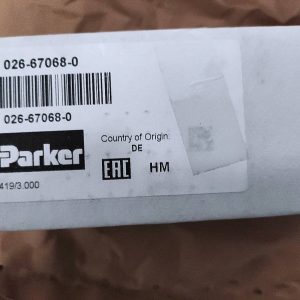 026-67068-0
026-67068-0
Parker
Country of Origin:
DE
EAC HM
419/3.000